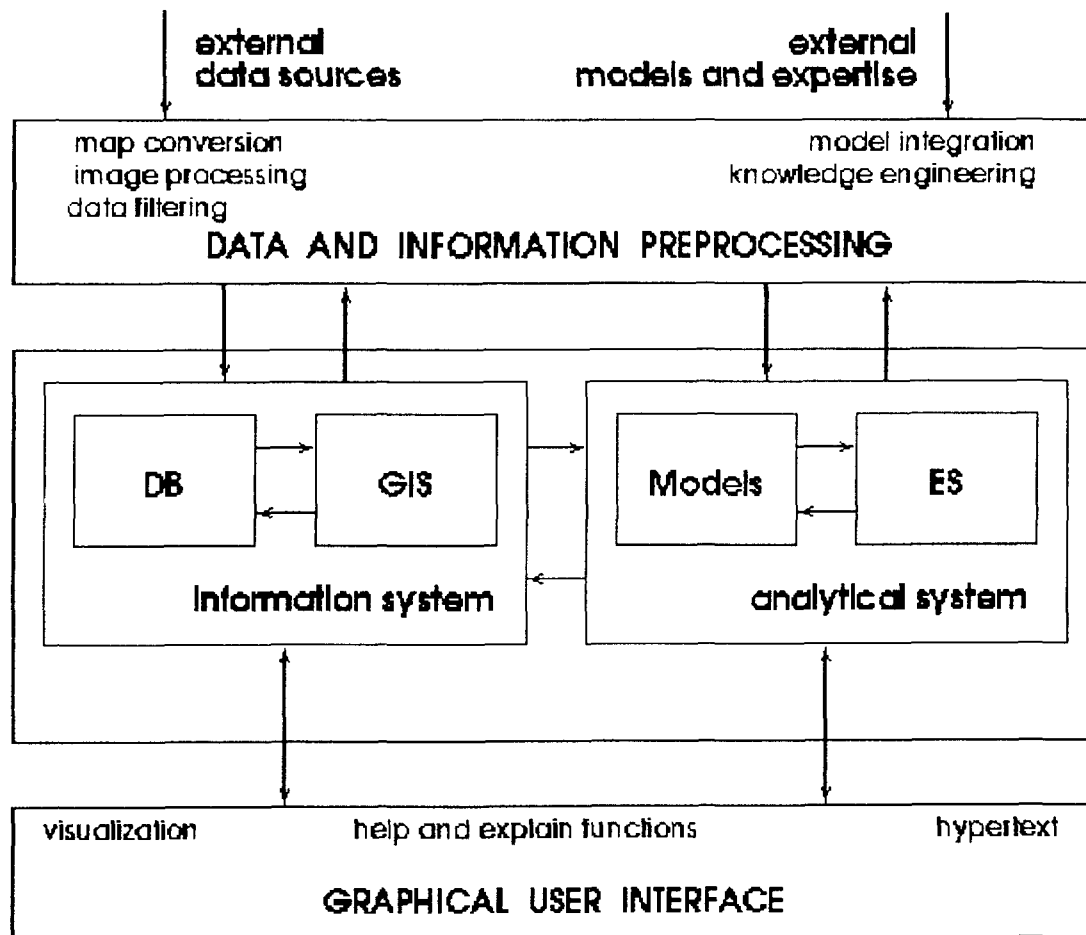 external
data sources
external
models and expertise
map conversion
image processing
data filtering
model integration
knowledge engineering
DATA AND INFORMATION PREPROCESSING
DB
GIS
Models
ES
information system
analytical system
visualization
help and explain functions
hypertext
GRAPHICAL USER INTERFACE